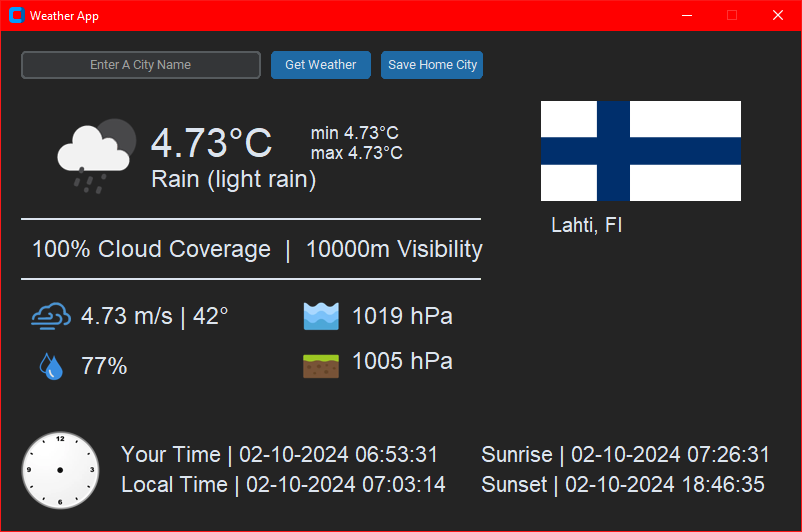 Weather App
Enter A City Name
Get Weather
Save Home City
4.73°C
min 4.73°C
max 4.73°C
Rain (light rain)
Lahti, FI
100% Cloud Coverage | 10000m Visibility
4.73 m/s | 42°
1019 hPa
77%
1005 hPa
12
9
3
6
Your Time | 02-10-2024 06:53:31
Local Time | 02-10-2024 07:03:14
Sunrise | 02-10-2024 07:26:31
Sunset | 02-10-2024 18:46:35